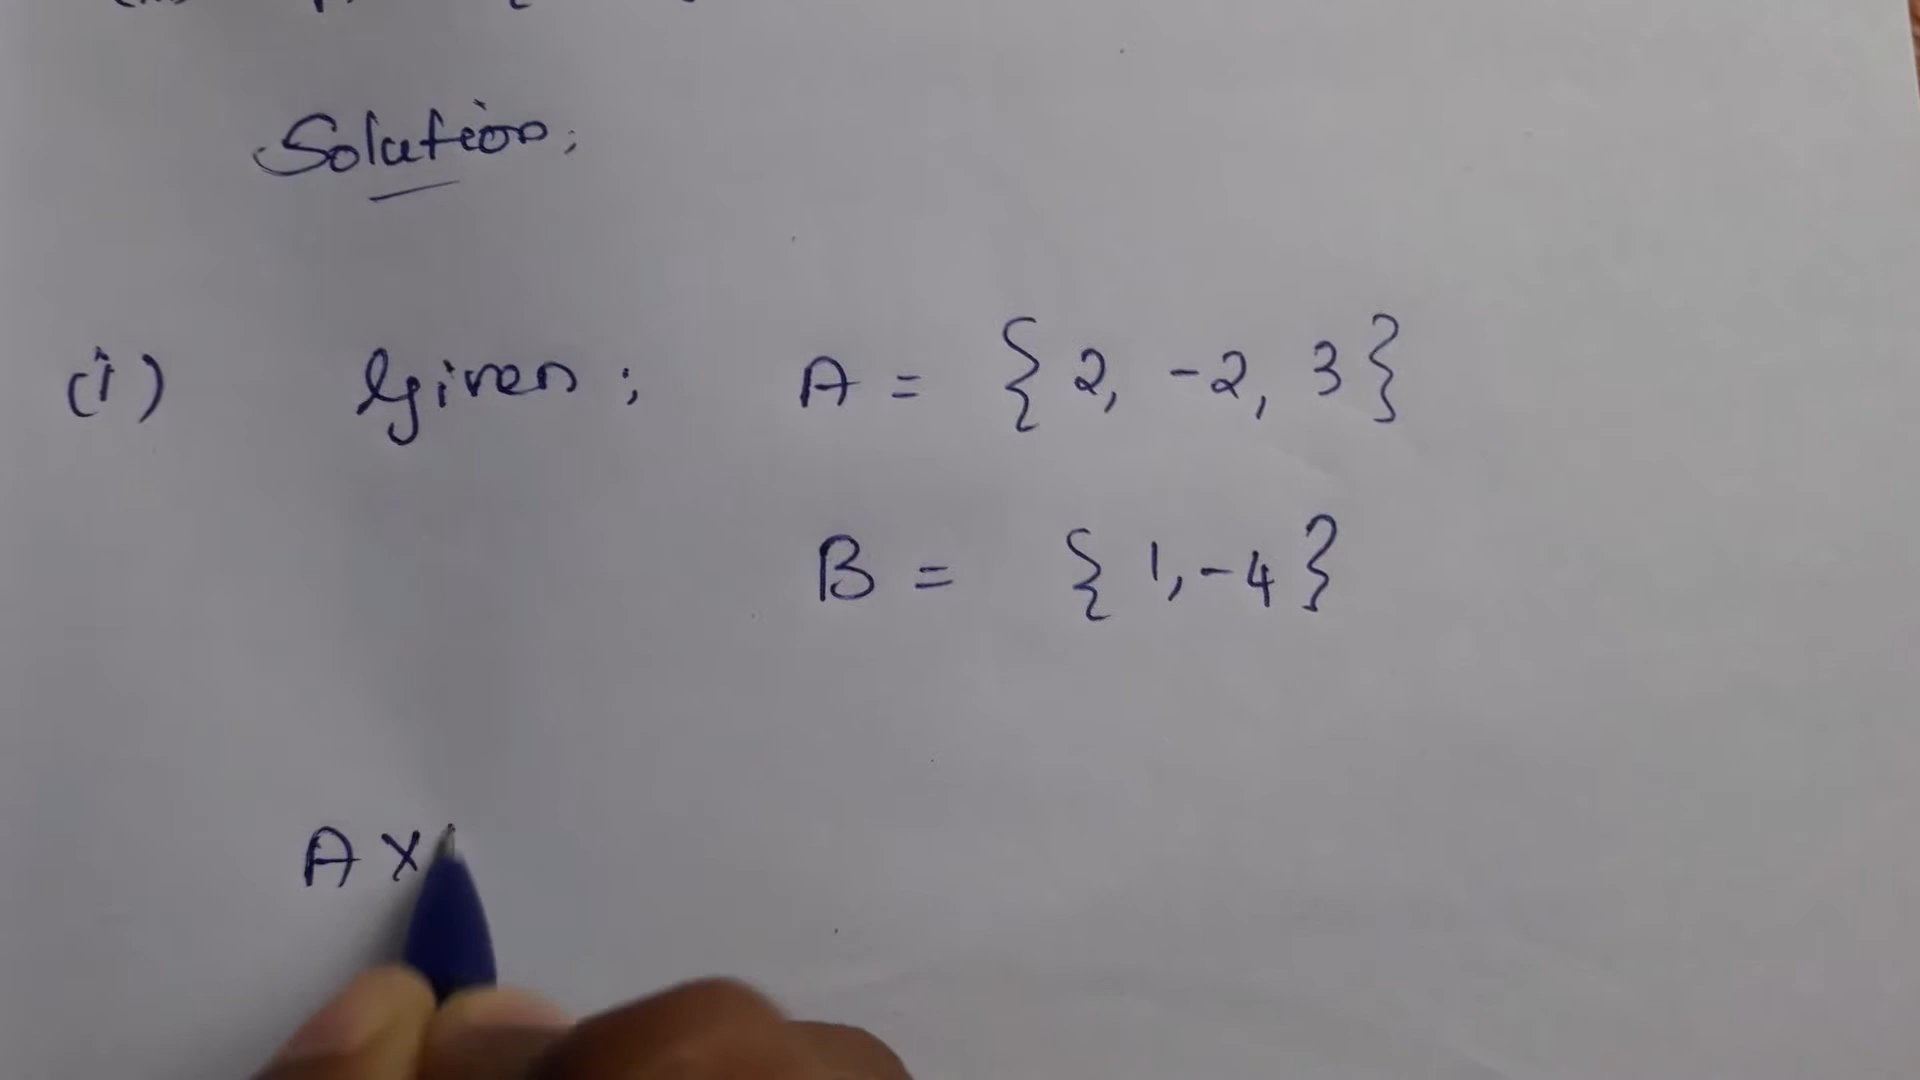 Solution;
(i) Given; A = {2, -2, 3}
B = {1, -4}
A X